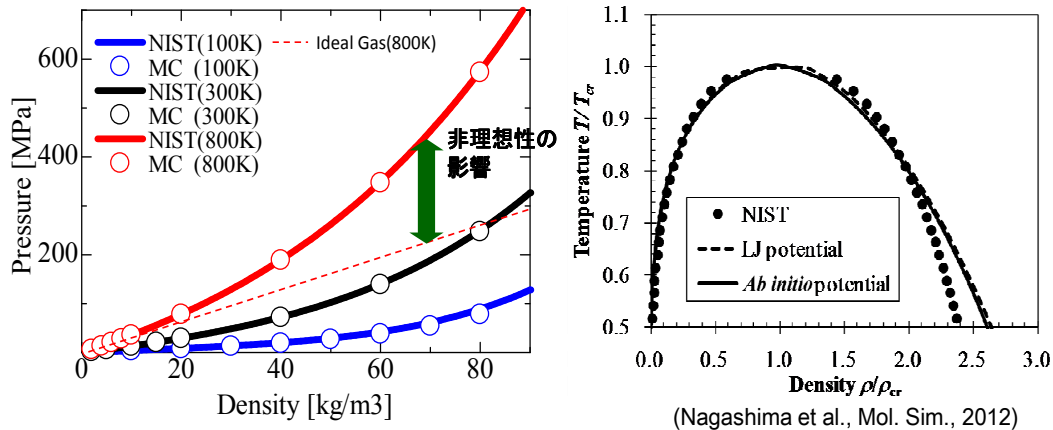 NIST(100K)
MC (100K)
NIST(300K)
MC (300K)
NIST(800K)
MC (800K)
Ideal Gas(800K)
非理想性の
影響
Pressure [MPa]
600
400
200
0 20 40 60 80
Density [kg/m3]
Temperature T/Tcr
1.1
1.0
0.9
0.8
0.7
0.6
0.5
NIST
LJ potential
Ab initio potential
0.0 0.5 1.0 1.5 2.0 2.5 3.0
Density ρ/ρcr
(Nagashima et al., Mol. Sim., 2012)